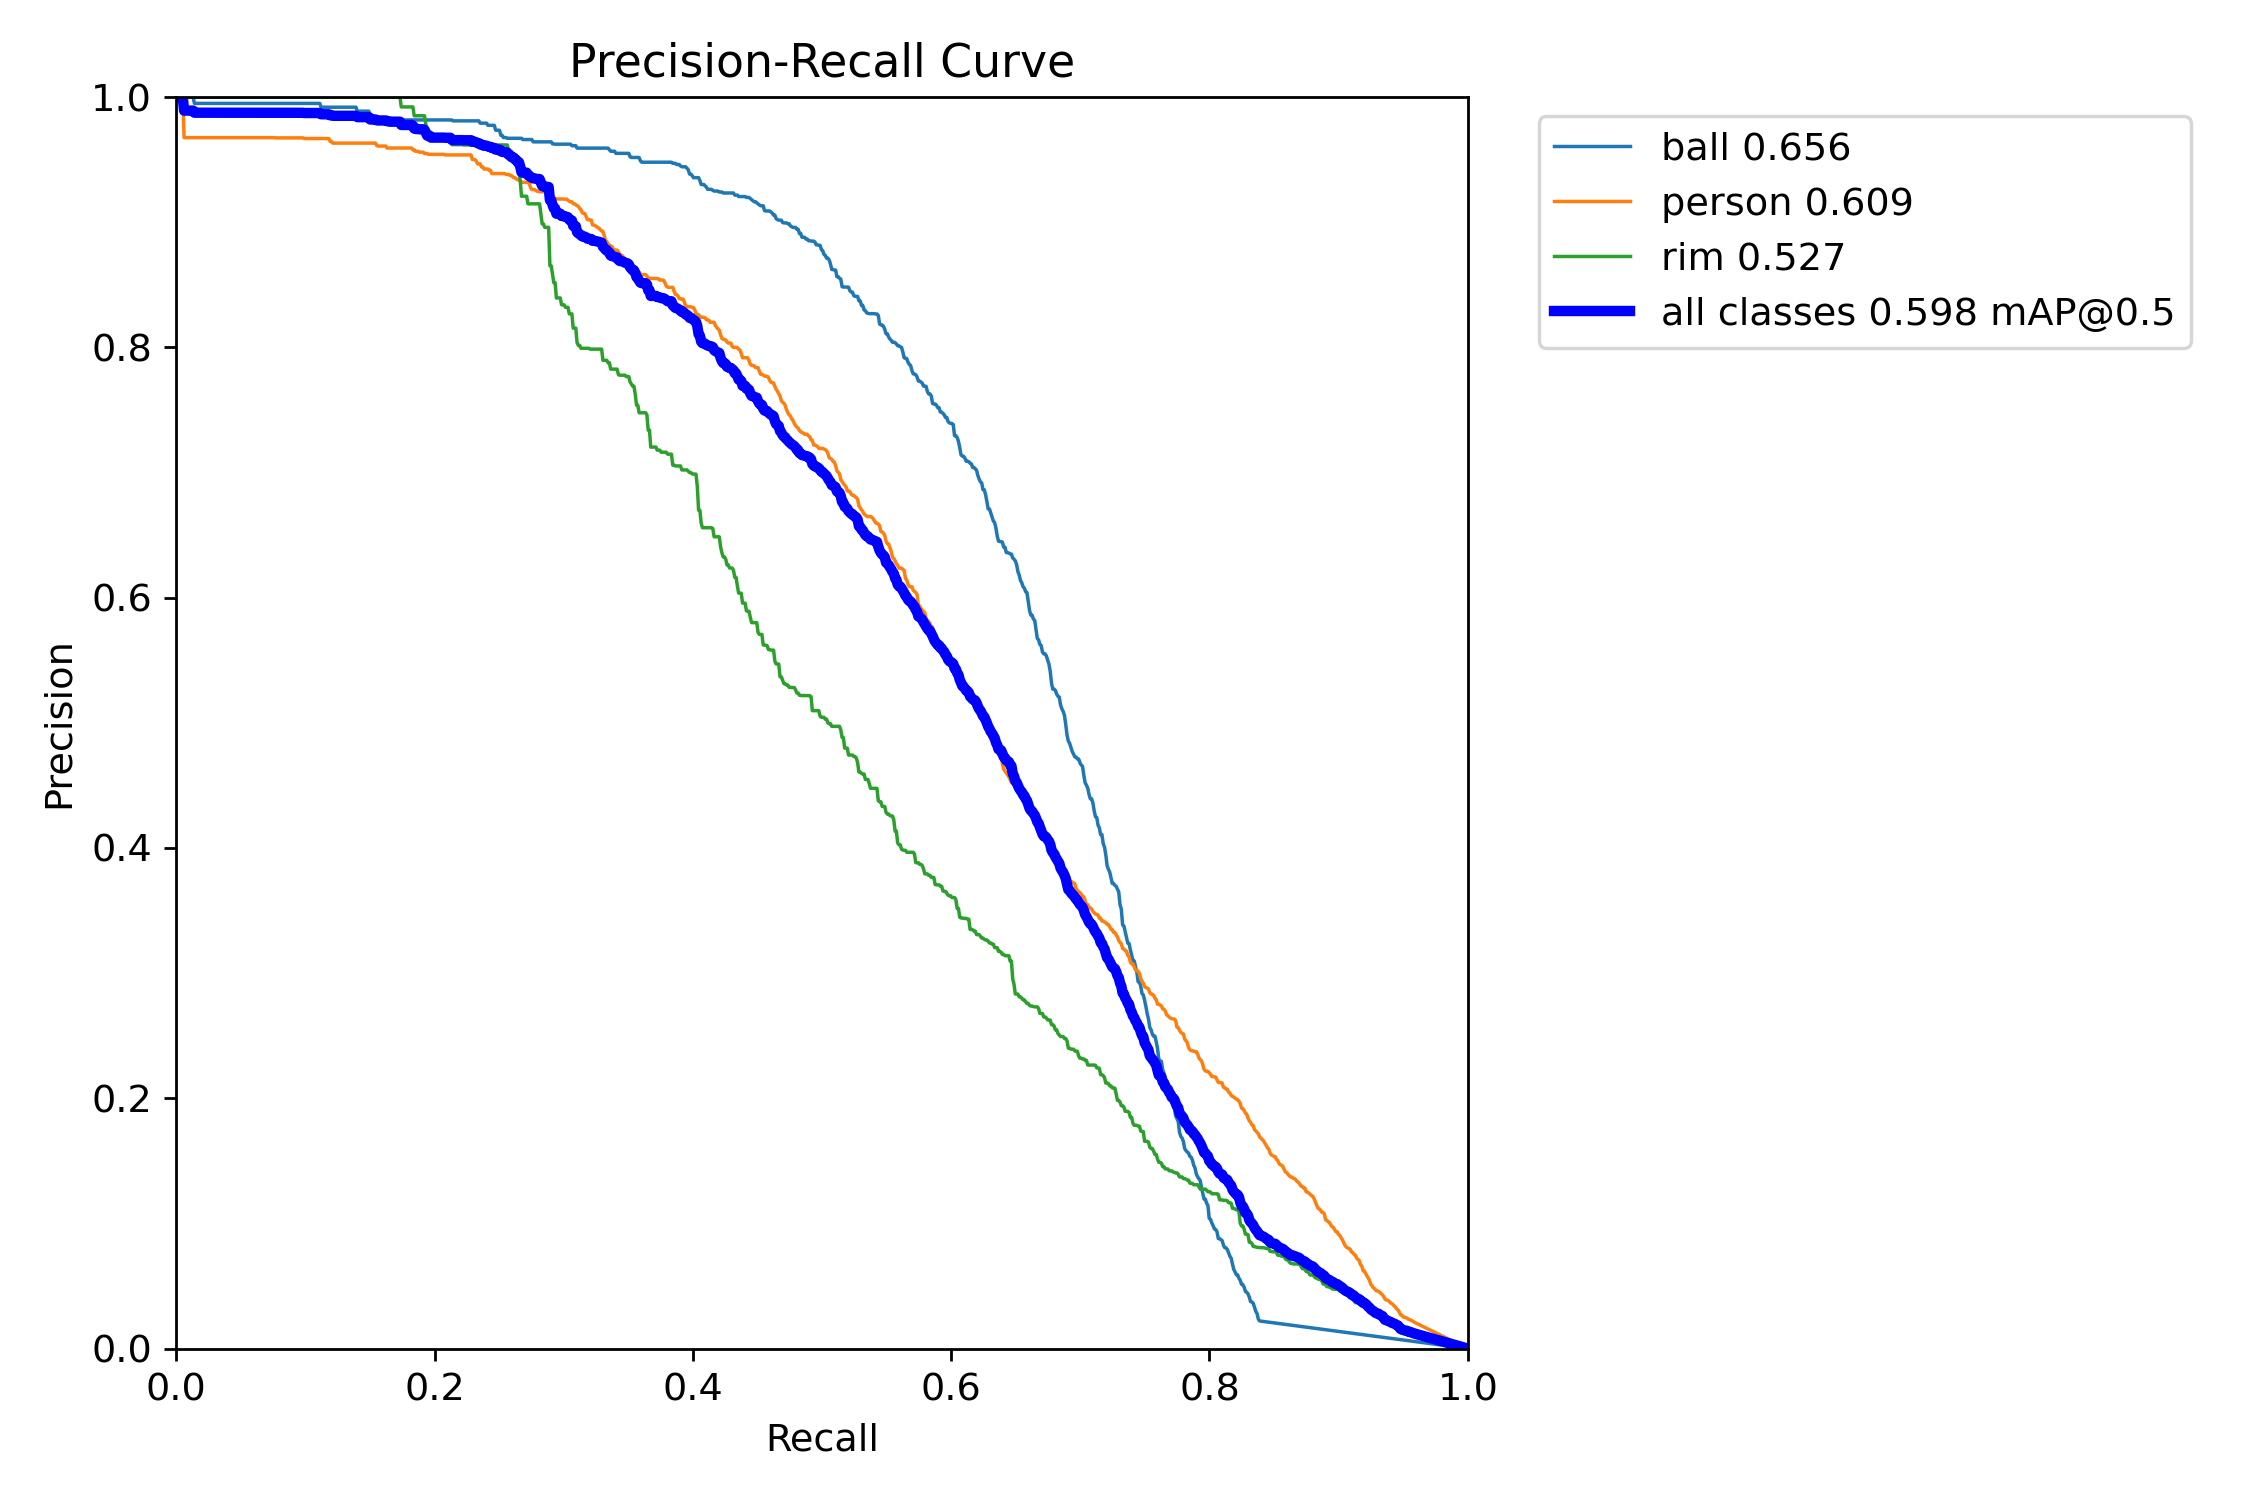 Precision-Recall Curve
1.0
0.8
0.6
0.4
0.2
0.0
Precision
0.0 0.2 0.4 0.6 0.8 1.0
Recall
ball 0.656
person 0.609
rim 0.527
all classes 0.598 mAP@0.5